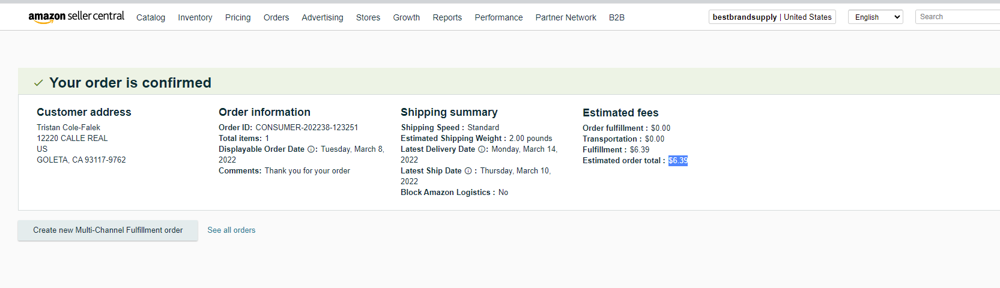 amazon seller central Catalog Inventory Pricing Orders Advertising Stores Growth Reports Performance Partner Network B2B bestbrandsupply | United States English Search
Your order is confirmed
Customer address
Tristan Cole-Falek
12220 CALLE REAL
US
GOLETA, CA 93117-9762
Order information
Order ID: CONSUMER-202238-123251
Total items: 1
Displayable Order Date : Tuesday, March 8,
2022
Comments: Thank you for your order
Shipping summary
Shipping Speed : Standard
Estimated Shipping Weight : 2.00 pounds
Latest Delivery Date : Monday, March 14,
2022
Latest Ship Date : Thursday, March 10,
2022
Block Amazon Logistics : No
Estimated fees
Order fulfillment : $0.00
Transportation : $0.00
Fulfillment : $6.39
Estimated order total : $6.39
Create new Multi-Channel Fulfillment order See all orders